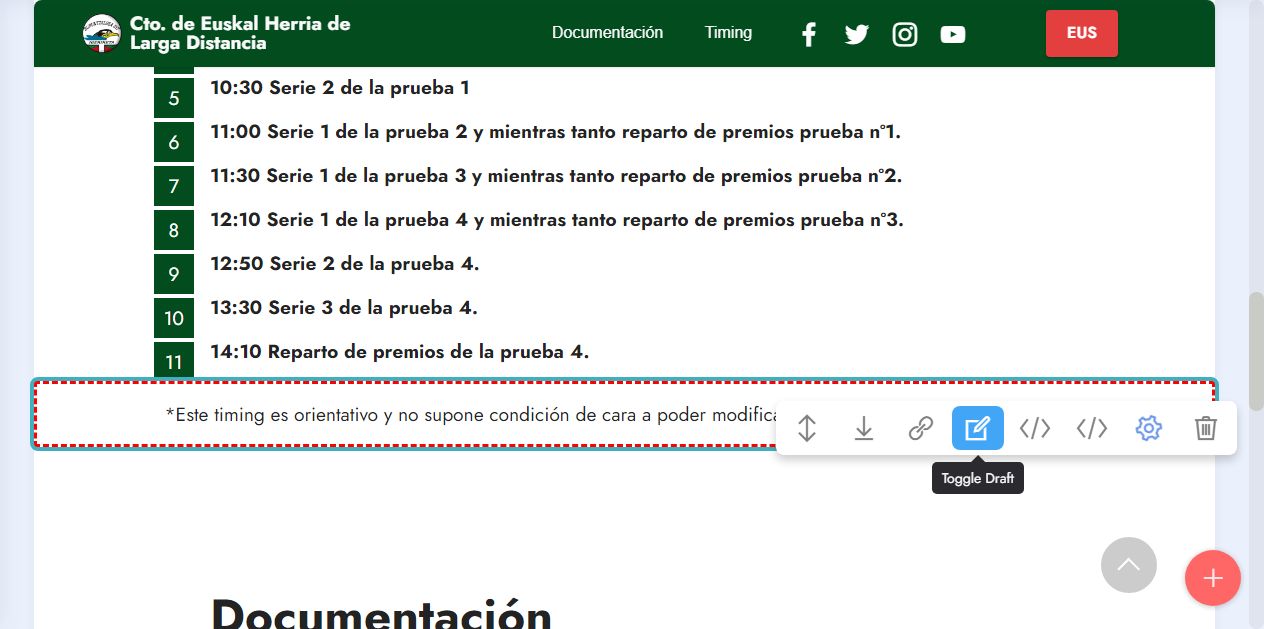 Cto. de Euskal Herria de
Larga Distancia
Documentación
Timing
EUS
5
10:30 Serie 2 de la prueba 1
6
11:00 Serie 1 de la prueba 2 y mientras tanto reparto de premios prueba nº1.
7
11:30 Serie 1 de la prueba 3 y mientras tanto reparto de premios prueba nº2.
8
12:10 Serie 1 de la prueba 4 y mientras tanto reparto de premios prueba nº3.
9
12:50 Serie 2 de la prueba 4.
10
13:30 Serie 3 de la prueba 4.
11
14:10 Reparto de premios de la prueba 4.
*Este timing es orientativo y no supone condición de cara a poder modifica
Toggle Draft
Documentación